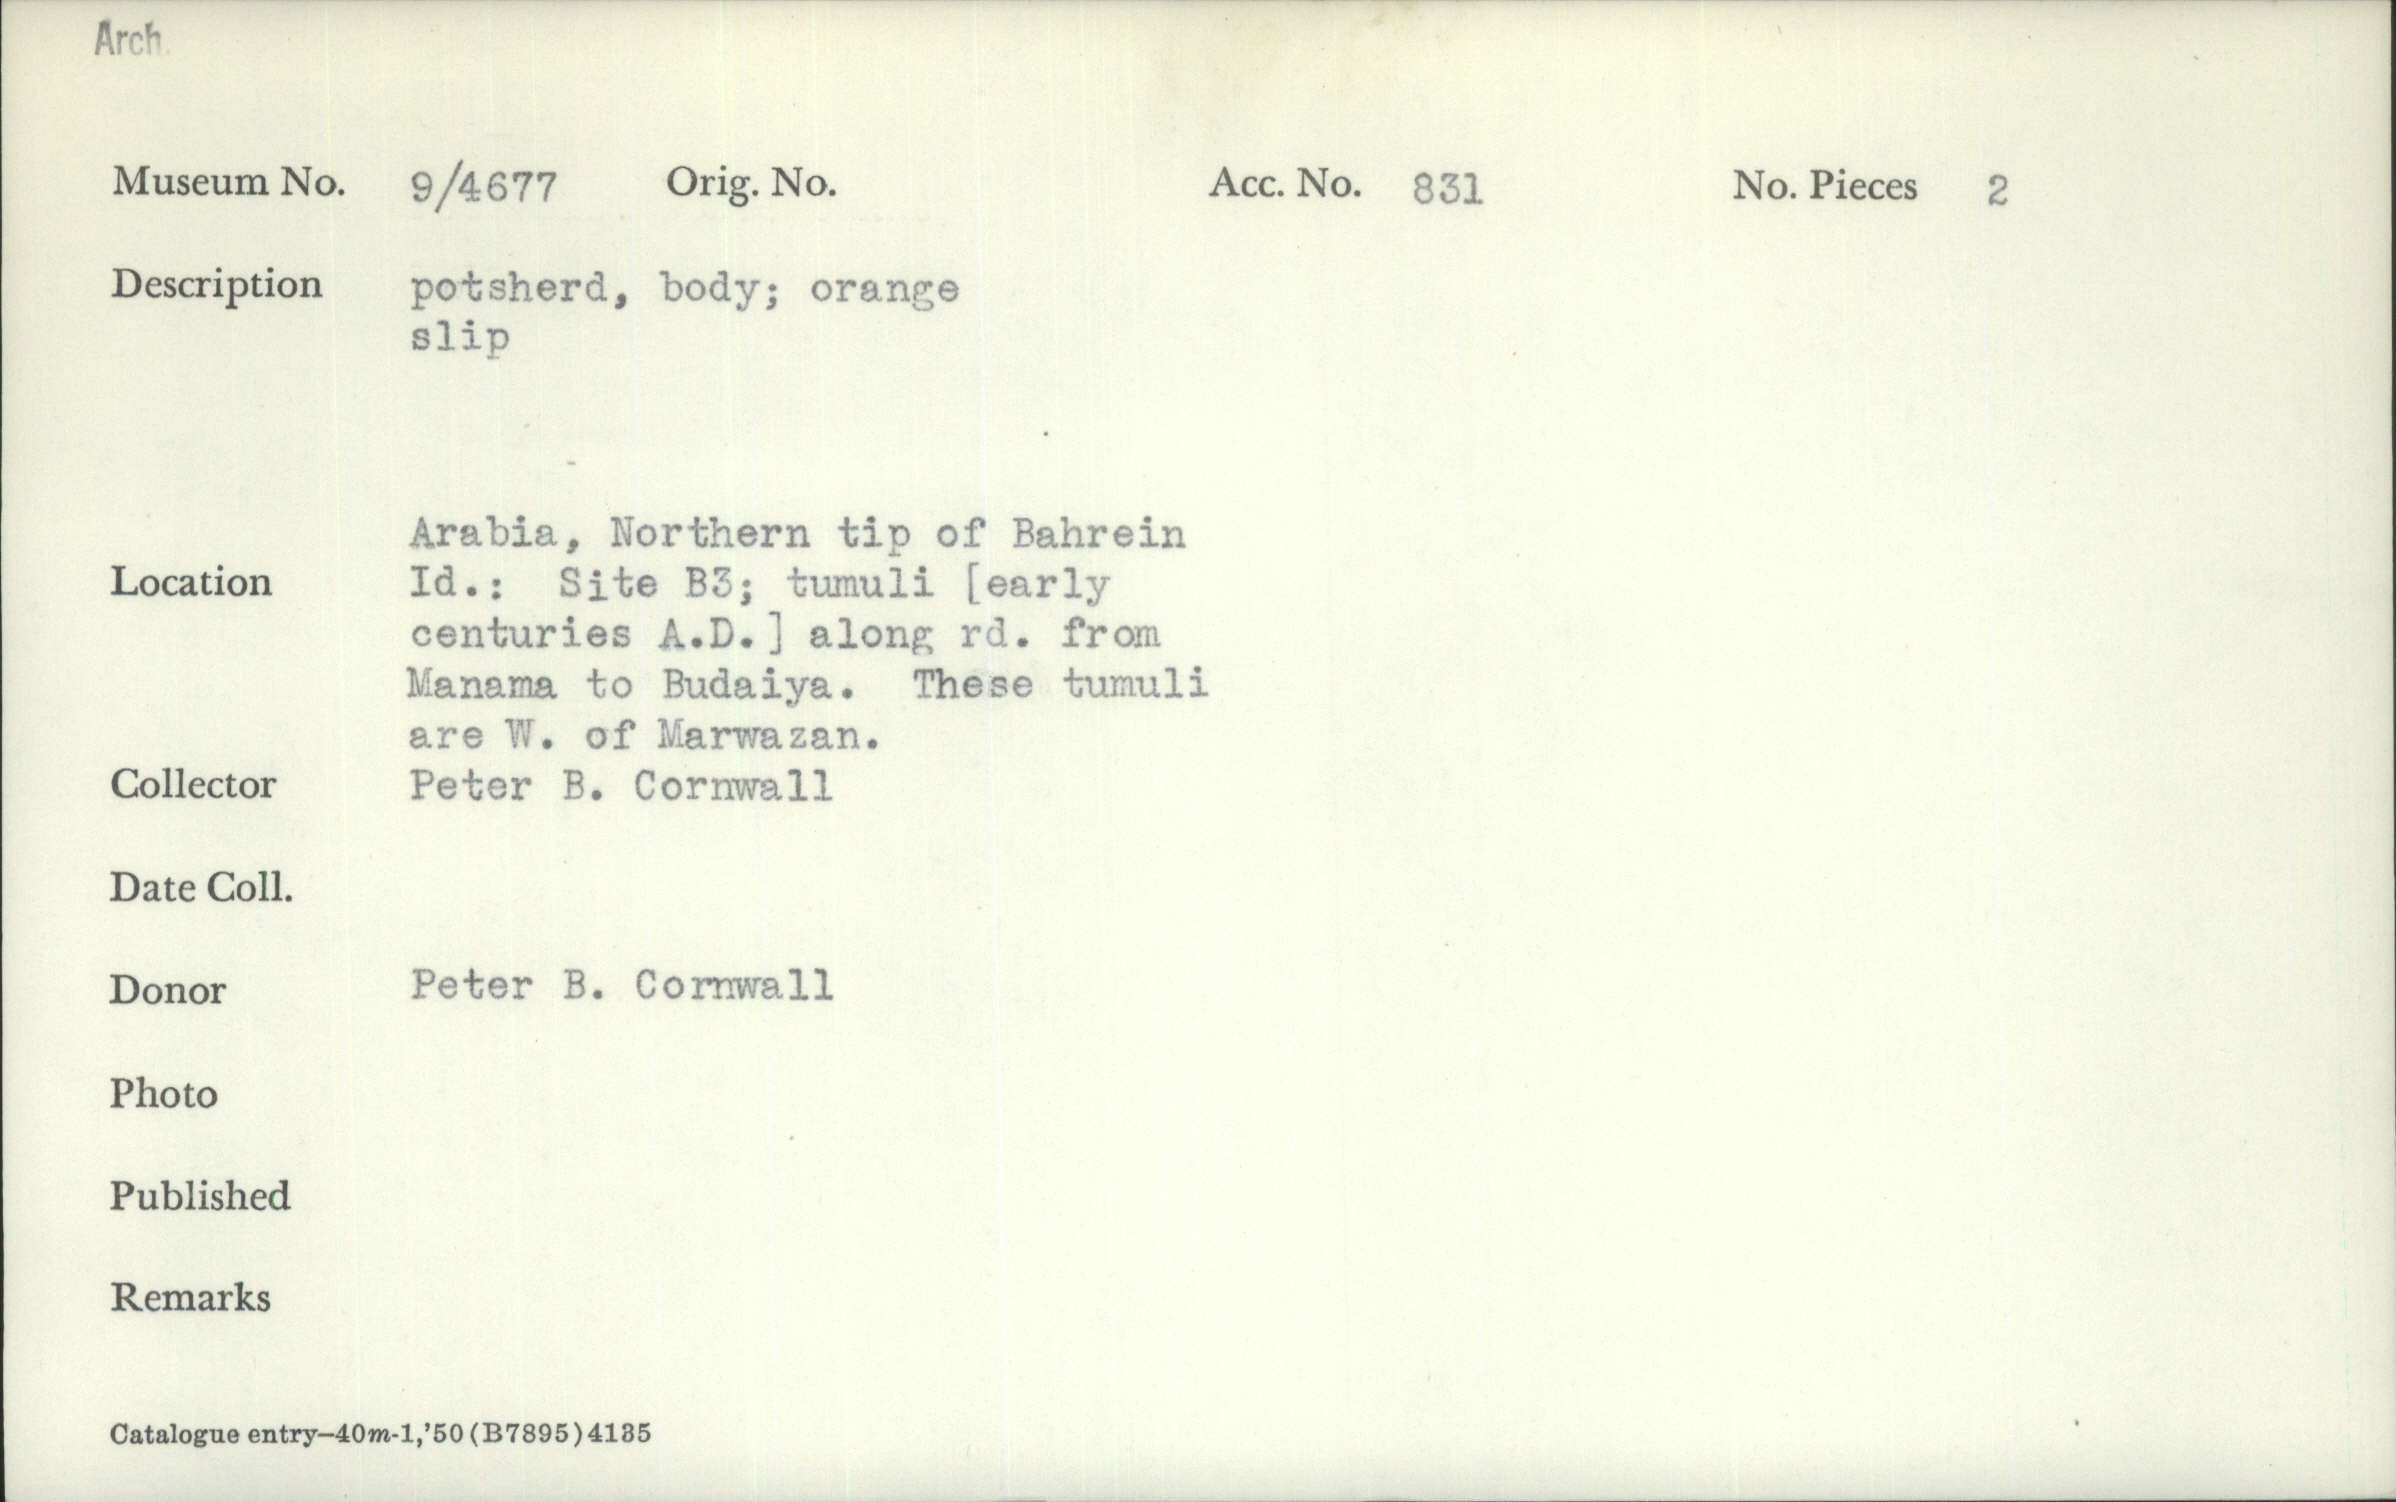 Arch.
Museum No. 9/4677 Orig. No. Acc. No. 831 No. Pieces 2
Description potsherd, body; orange
slip
Arabia, Northern tip of Bahrein
Location Id.: Site B3; tumuli [early
centuries A.D.] along rd. from
Manama to Budaiya. These tumuli
are W. of Marwazan.
Collector Peter B. Cornwall
Date Coll.
Donor Peter B. Cornwall
Photo
Published
Remarks
Catalogue entry—40m-1,'50(B7895)4135